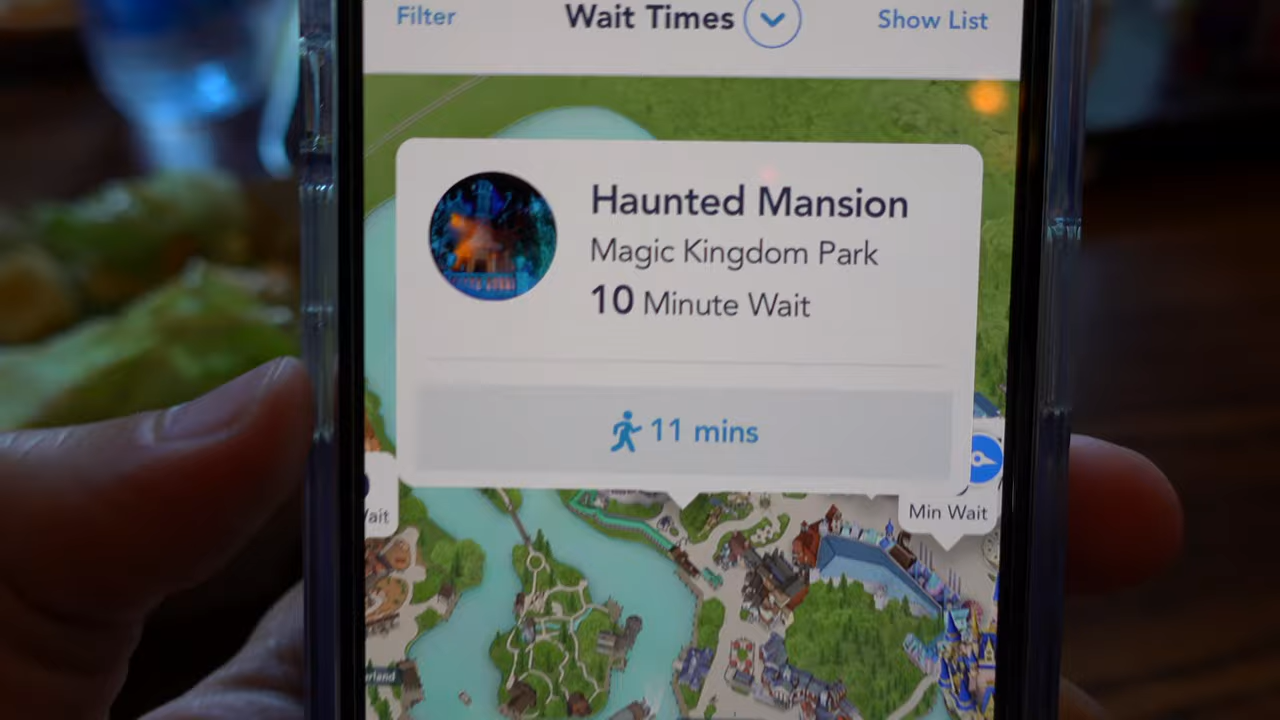 Filter
Wait Times
Show List
Haunted Mansion
Magic Kingdom Park
10 Minute Wait
11 mins
Min Wait